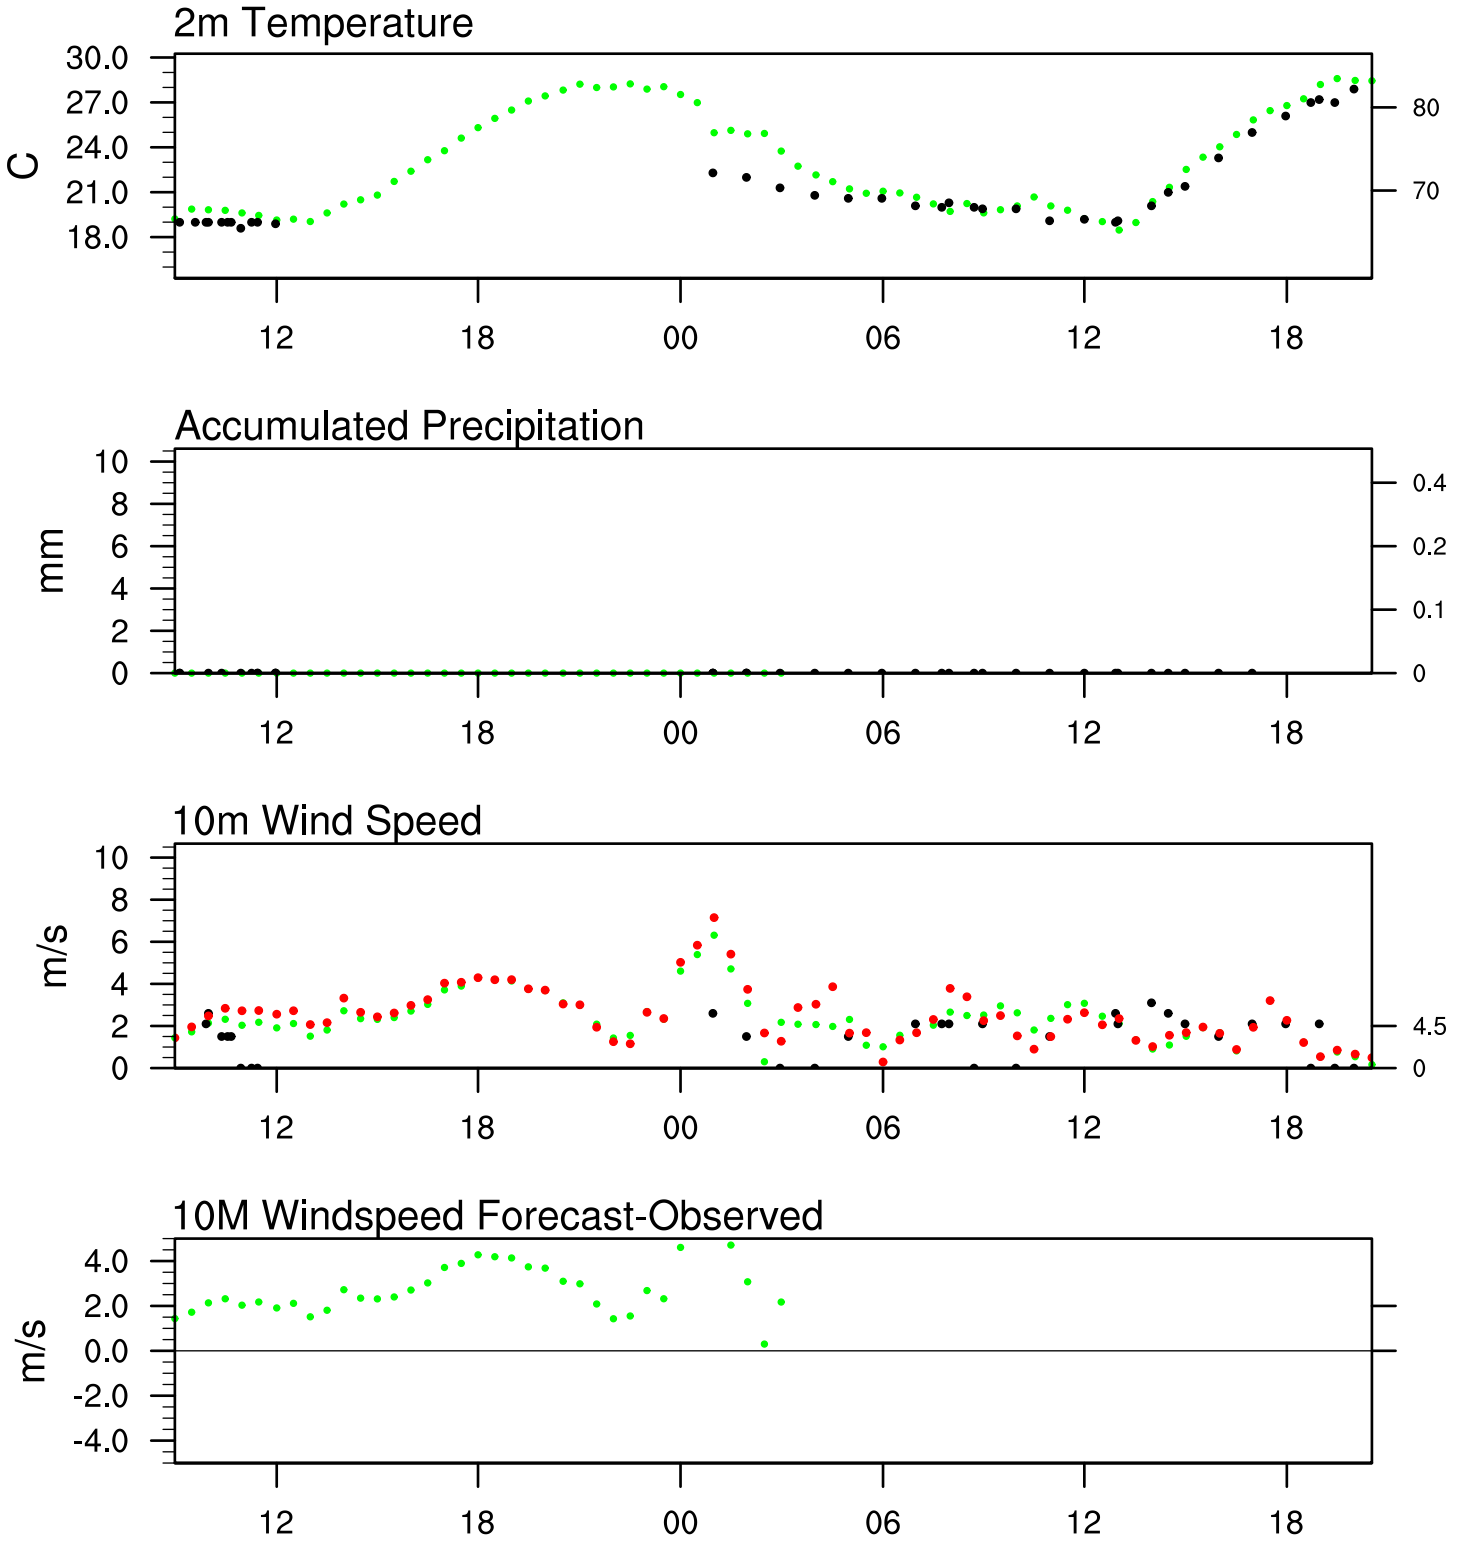 2m Temperature
30.0
27.0
24.0
21.0
18.0
C
80
70
12 18 00 06 12 18
Accumulated Precipitation
10
8
6
4
2
0
mm
0.4
0.2
0.1
0
12 18 00 06 12 18
10m Wind Speed
10
8
6
4
2
0
m/s
4.5
0
12 18 00 06 12 18
10M Windspeed Forecast-Observed
4.0
2.0
0.0
-2.0
-4.0
m/s
12 18 00 06 12 18